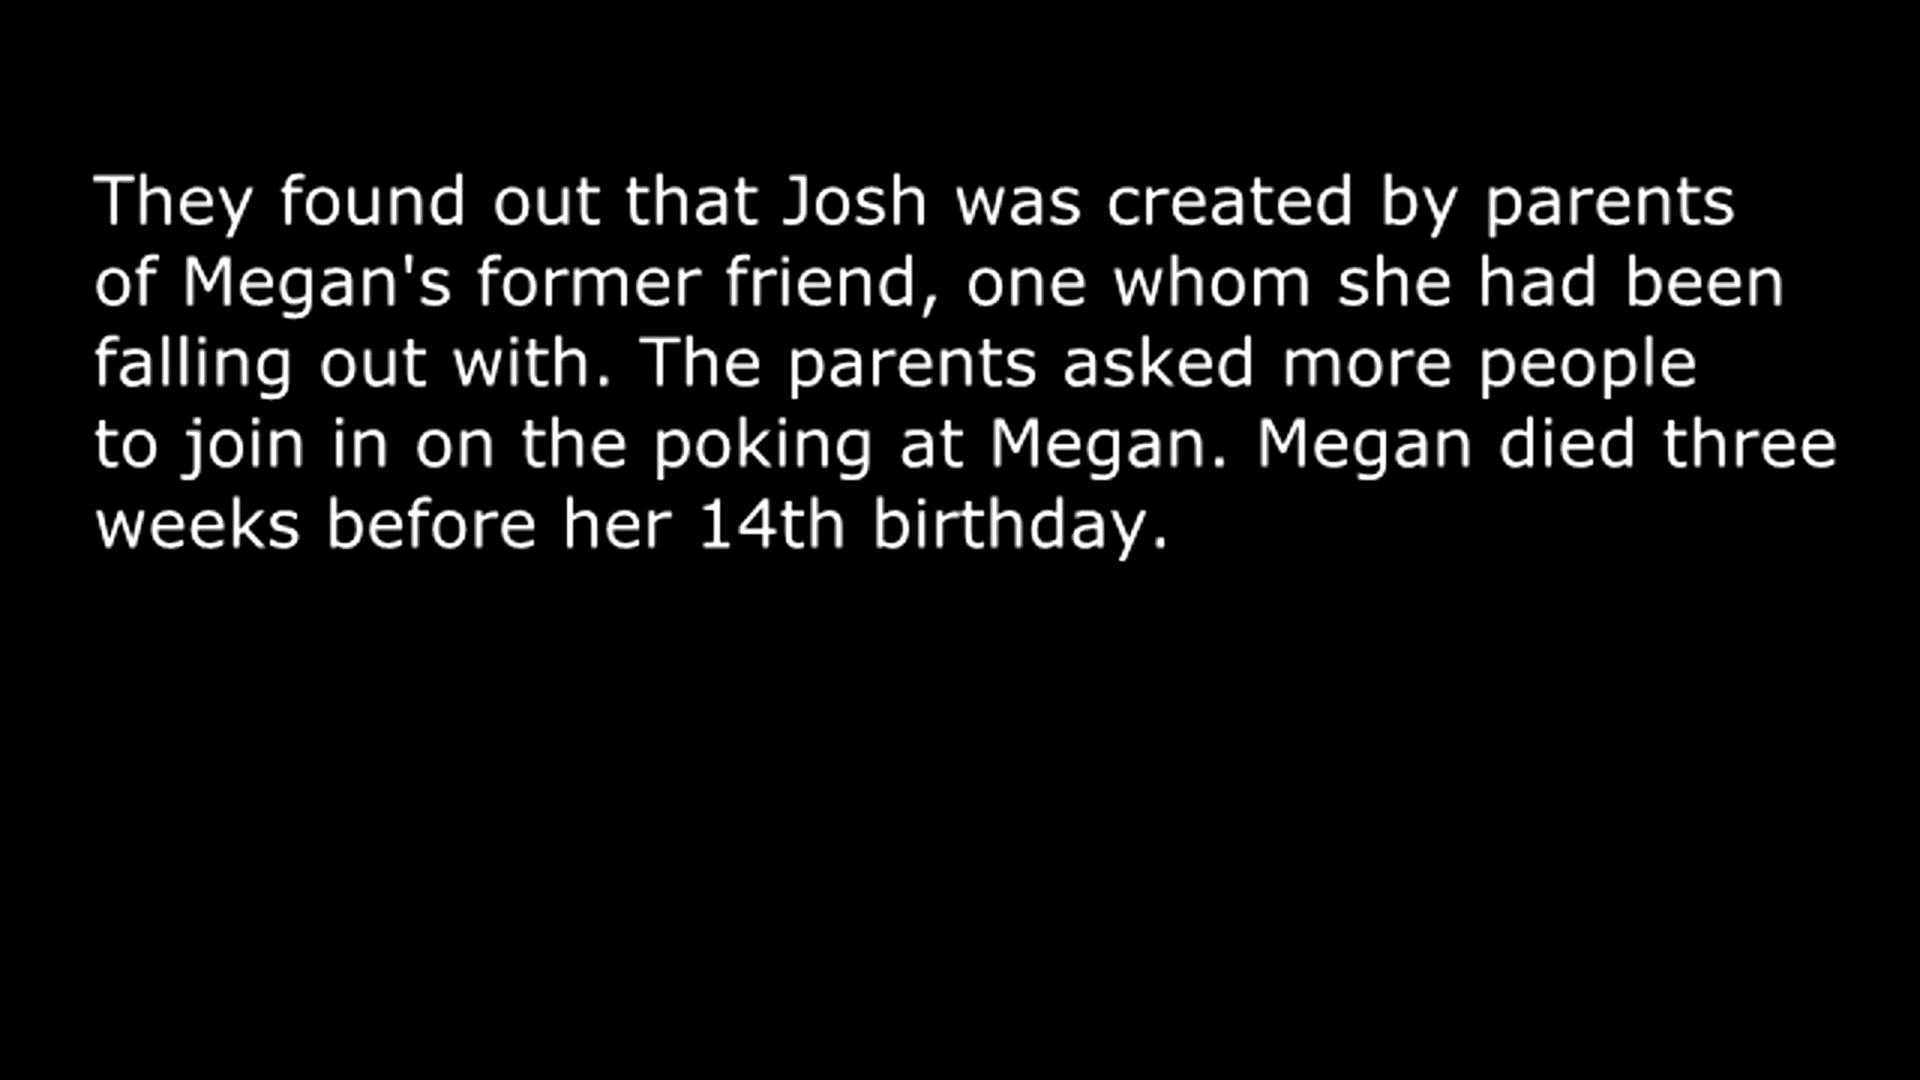 They found out that Josh was created by parents
of Megan's former friend, one whom she had been
falling out with. The parents asked more people
to join in on the poking at Megan. Megan died three
weeks before her 14th birthday.